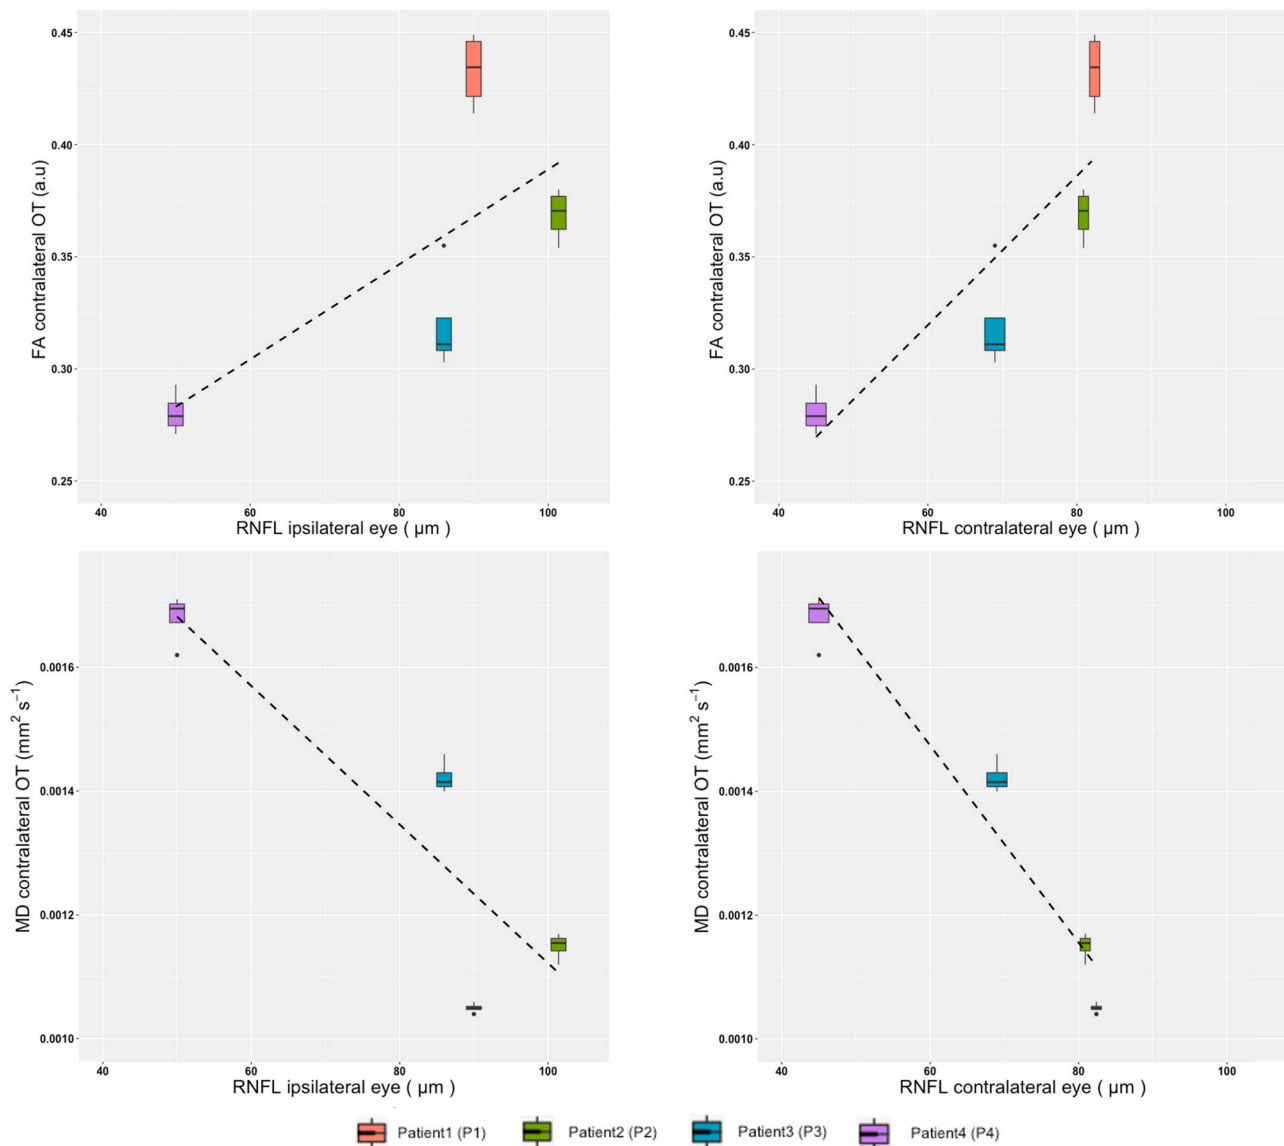 0.45
0.40
0.35
0.30
0.25
FA contralateral OT (a.u)
40 60 80 100
RNFL ipsilateral eye ( µm )
0.45
0.40
0.35
0.30
0.25
FA contralateral OT (a.u)
40 60 80 100
RNFL contralateral eye ( µm )
0.0016
0.0014
0.0012
0.0010
MD contralateral OT (mm² s⁻¹)
40 60 80 100
RNFL ipsilateral eye ( µm )
0.0016
0.0014
0.0012
0.0010
MD contralateral OT (mm² s⁻¹)
40 60 80 100
RNFL contralateral eye ( µm )
Patient1 (P1) Patient2 (P2) Patient3 (P3) Patient4 (P4)